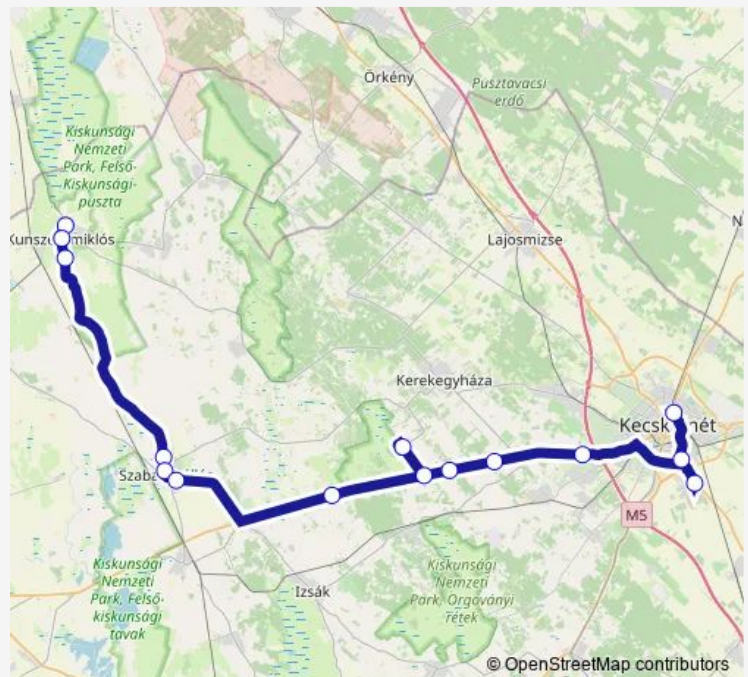 Örkény
Pusztavacsi
erdő
Kiskunsági
Nemzeti
Park, Felső-
Kiskunsági-
puszta
Lajosmizse
Kerekegyháza
M5
Kiskunsági
Nemzeti
Park, Felső-
kiskunsági
tavak
Izsák
Kiskunsági
Nemzeti
Park, Orgoványi
rétek
© OpenStreetMap contributors